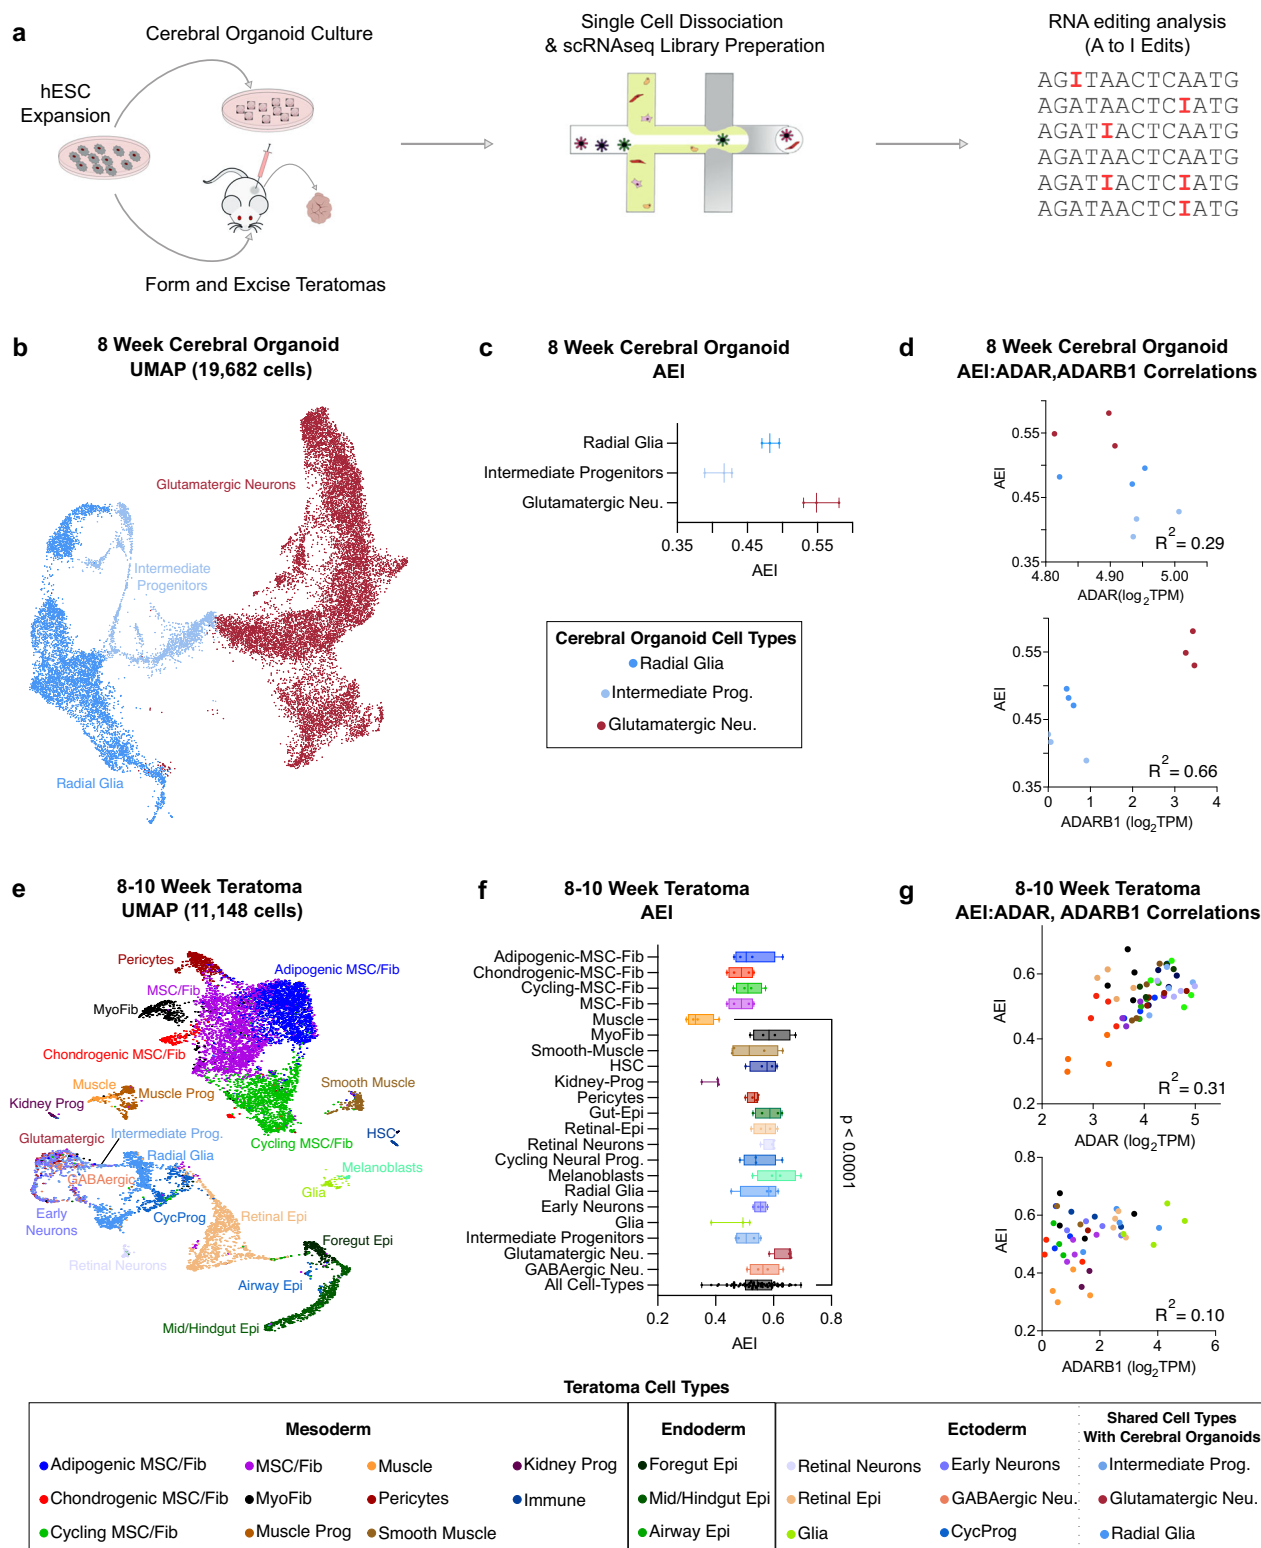 a
Cerebral Organoid Culture
hESC
Expansion
Form and Excise Teratomas
Single Cell Dissociation
& scRNAseq Library Preperation
RNA editing analysis
(A to I Edits)
AGITAACTCAATG
AGATAACTCIATG
AGATIACTCAATG
AGATAACTCAATG
AGATIACTCIATG
AGATAACTCIATG
b
8 Week Cerebral Organoid
UMAP (19,682 cells)
Glutamatergic Neurons
Intermediate
Progenitors
Radial Glia
c
8 Week Cerebral Organoid
AEI
Radial Glia
Intermediate Progenitors
Glutamatergic Neu.
0.35 0.45 0.55
AEI
Cerebral Organoid Cell Types
Radial Glia
Intermediate Prog.
Glutamatergic Neu.
d
8 Week Cerebral Organoid
AEI:ADAR,ADARB1 Correlations
AEI
0.55
0.45
0.35
R2 = 0.29
4.80 4.90 5.00
ADAR(log2TPM)
AEI
0.55
0.45
0.35
R2 = 0.66
0 1 2 3 4
ADARB1 (log2TPM)
e
8-10 Week Teratoma
UMAP (11,148 cells)
Pericytes
Adipogenic MSC/Fib
MSC/Fib
MyoFib
Chondrogenic MSC/Fib
Muscle
Muscle Prog
Smooth Muscle
Kidney Prog
Cycling MSC/Fib
HSC
Glutamatergic
Intermediate Prog.
Radial Glia
GABAergic
Melanoblasts
Glia
Early
Neurons
CycProg
Retinal Epi
Retinal Neurons
Foregut Epi
Airway Epi
Mid/Hindgut Epi
f
8-10 Week Teratoma
AEI
Adipogenic-MSC-Fib
Chondrogenic-MSC-Fib
Cycling-MSC-Fib
MSC-Fib
Muscle
MyoFib
Smooth-Muscle
HSC
Kidney-Prog
Pericytes
Gut-Epi
Retinal-Epi
Retinal Neurons
Cycling Neural Prog.
Melanoblasts
Radial Glia
Early Neurons
Glia
Intermediate Progenitors
Glutamatergic Neu.
GABAergic Neu.
All Cell-Types
p < 0.0001
0.2 0.4 0.6 0.8
AEI
g
8-10 Week Teratoma
AEI:ADAR, ADARB1 Correlations
AEI
0.6
0.4
0.2
R2 = 0.31
2 3 4 5
ADAR (log2TPM)
AEI
0.8
0.6
0.4
0.2
R2 = 0.10
0 2 4 6
ADARB1 (log2TPM)
Teratoma Cell Types
Mesoderm
Adipogenic MSC/Fib MSC/Fib Muscle Kidney Prog
Chondrogenic MSC/Fib MyoFib Pericytes Immune
Cycling MSC/Fib Muscle Prog Smooth Muscle
Endoderm
Foregut Epi
Mid/Hindgut Epi
Airway Epi
Ectoderm
Retinal Neurons Early Neurons
Retinal Epi GABAergic Neu.
Glia CycProg
Shared Cell Types
With Cerebral Organoids
Intermediate Prog.
Glutamatergic Neu.
Radial Glia